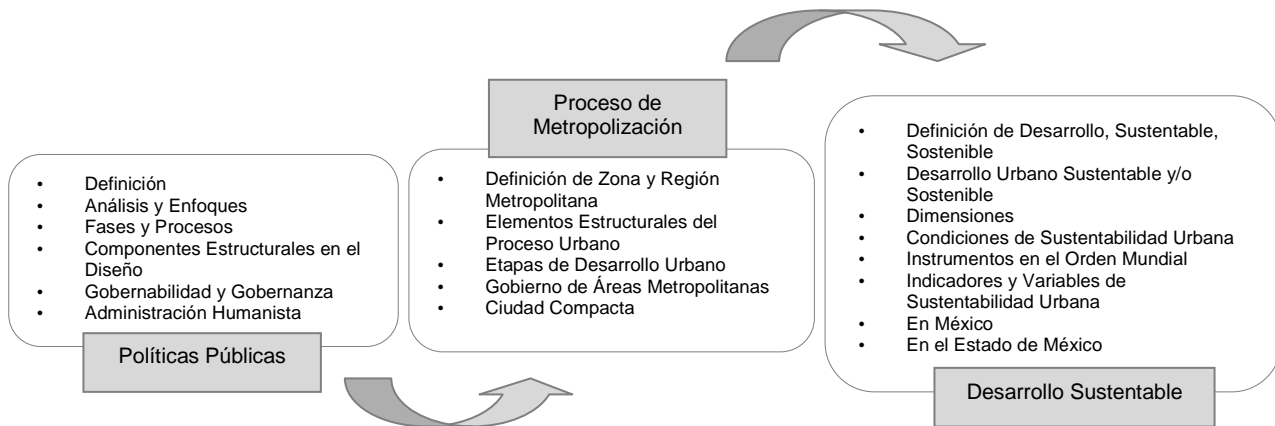 Definición
Análisis y Enfoques
Fases y Procesos
Componentes Estructurales en el
Diseño
Gobernabilidad y Gobernanza
Administración Humanista
Políticas Públicas
Proceso de
Metropolización
Definición de Zona y Región
Metropolitana
Elementos Estructurales del
Proceso Urbano
Etapas de Desarrollo Urbano
Gobierno de Áreas Metropolitanas
Ciudad Compacta
Definición de Desarrollo, Sustentable,
Sostenible
Desarrollo Urbano Sustentable y/o
Sostenible
Dimensiones
Condiciones de Sustentabilidad Urbana
Instrumentos en el Orden Mundial
Indicadores y Variables de
Sustentabilidad Urbana
En México
En el Estado de México
Desarrollo Sustentable